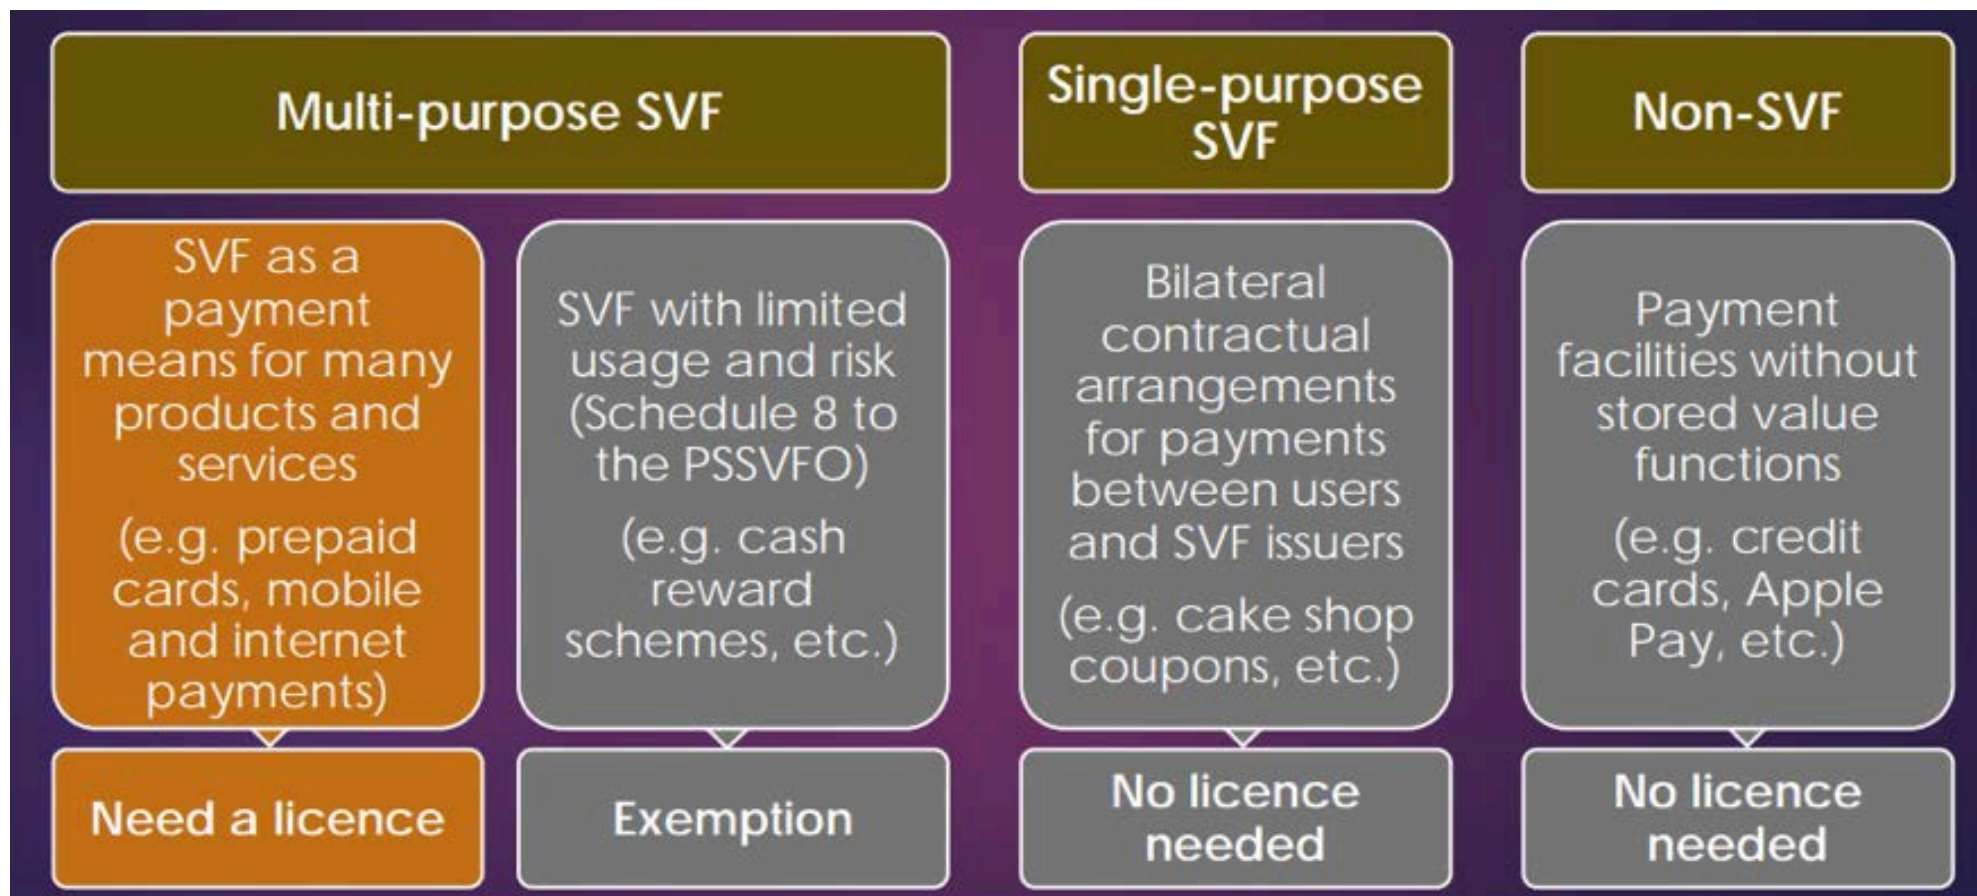 Multi-purpose SVF
Single-purpose
SVF
Non-SVF
SVF as a
payment
means for many
products and
services
(e.g. prepaid
cards, mobile
and internet
payments)
SVF with limited
usage and risk
(Schedule 8 to
the PSSVFO)
(e.g. cash
reward
schemes, etc.)
Bilateral
contractual
arrangements
for payments
between users
and SVF issuers
(e.g. cake shop
coupons, etc.)
Payment
facilities without
stored value
functions
(e.g. credit
cards, Apple
Pay, etc.)
Need a licence
Exemption
No licence
needed
No licence
needed